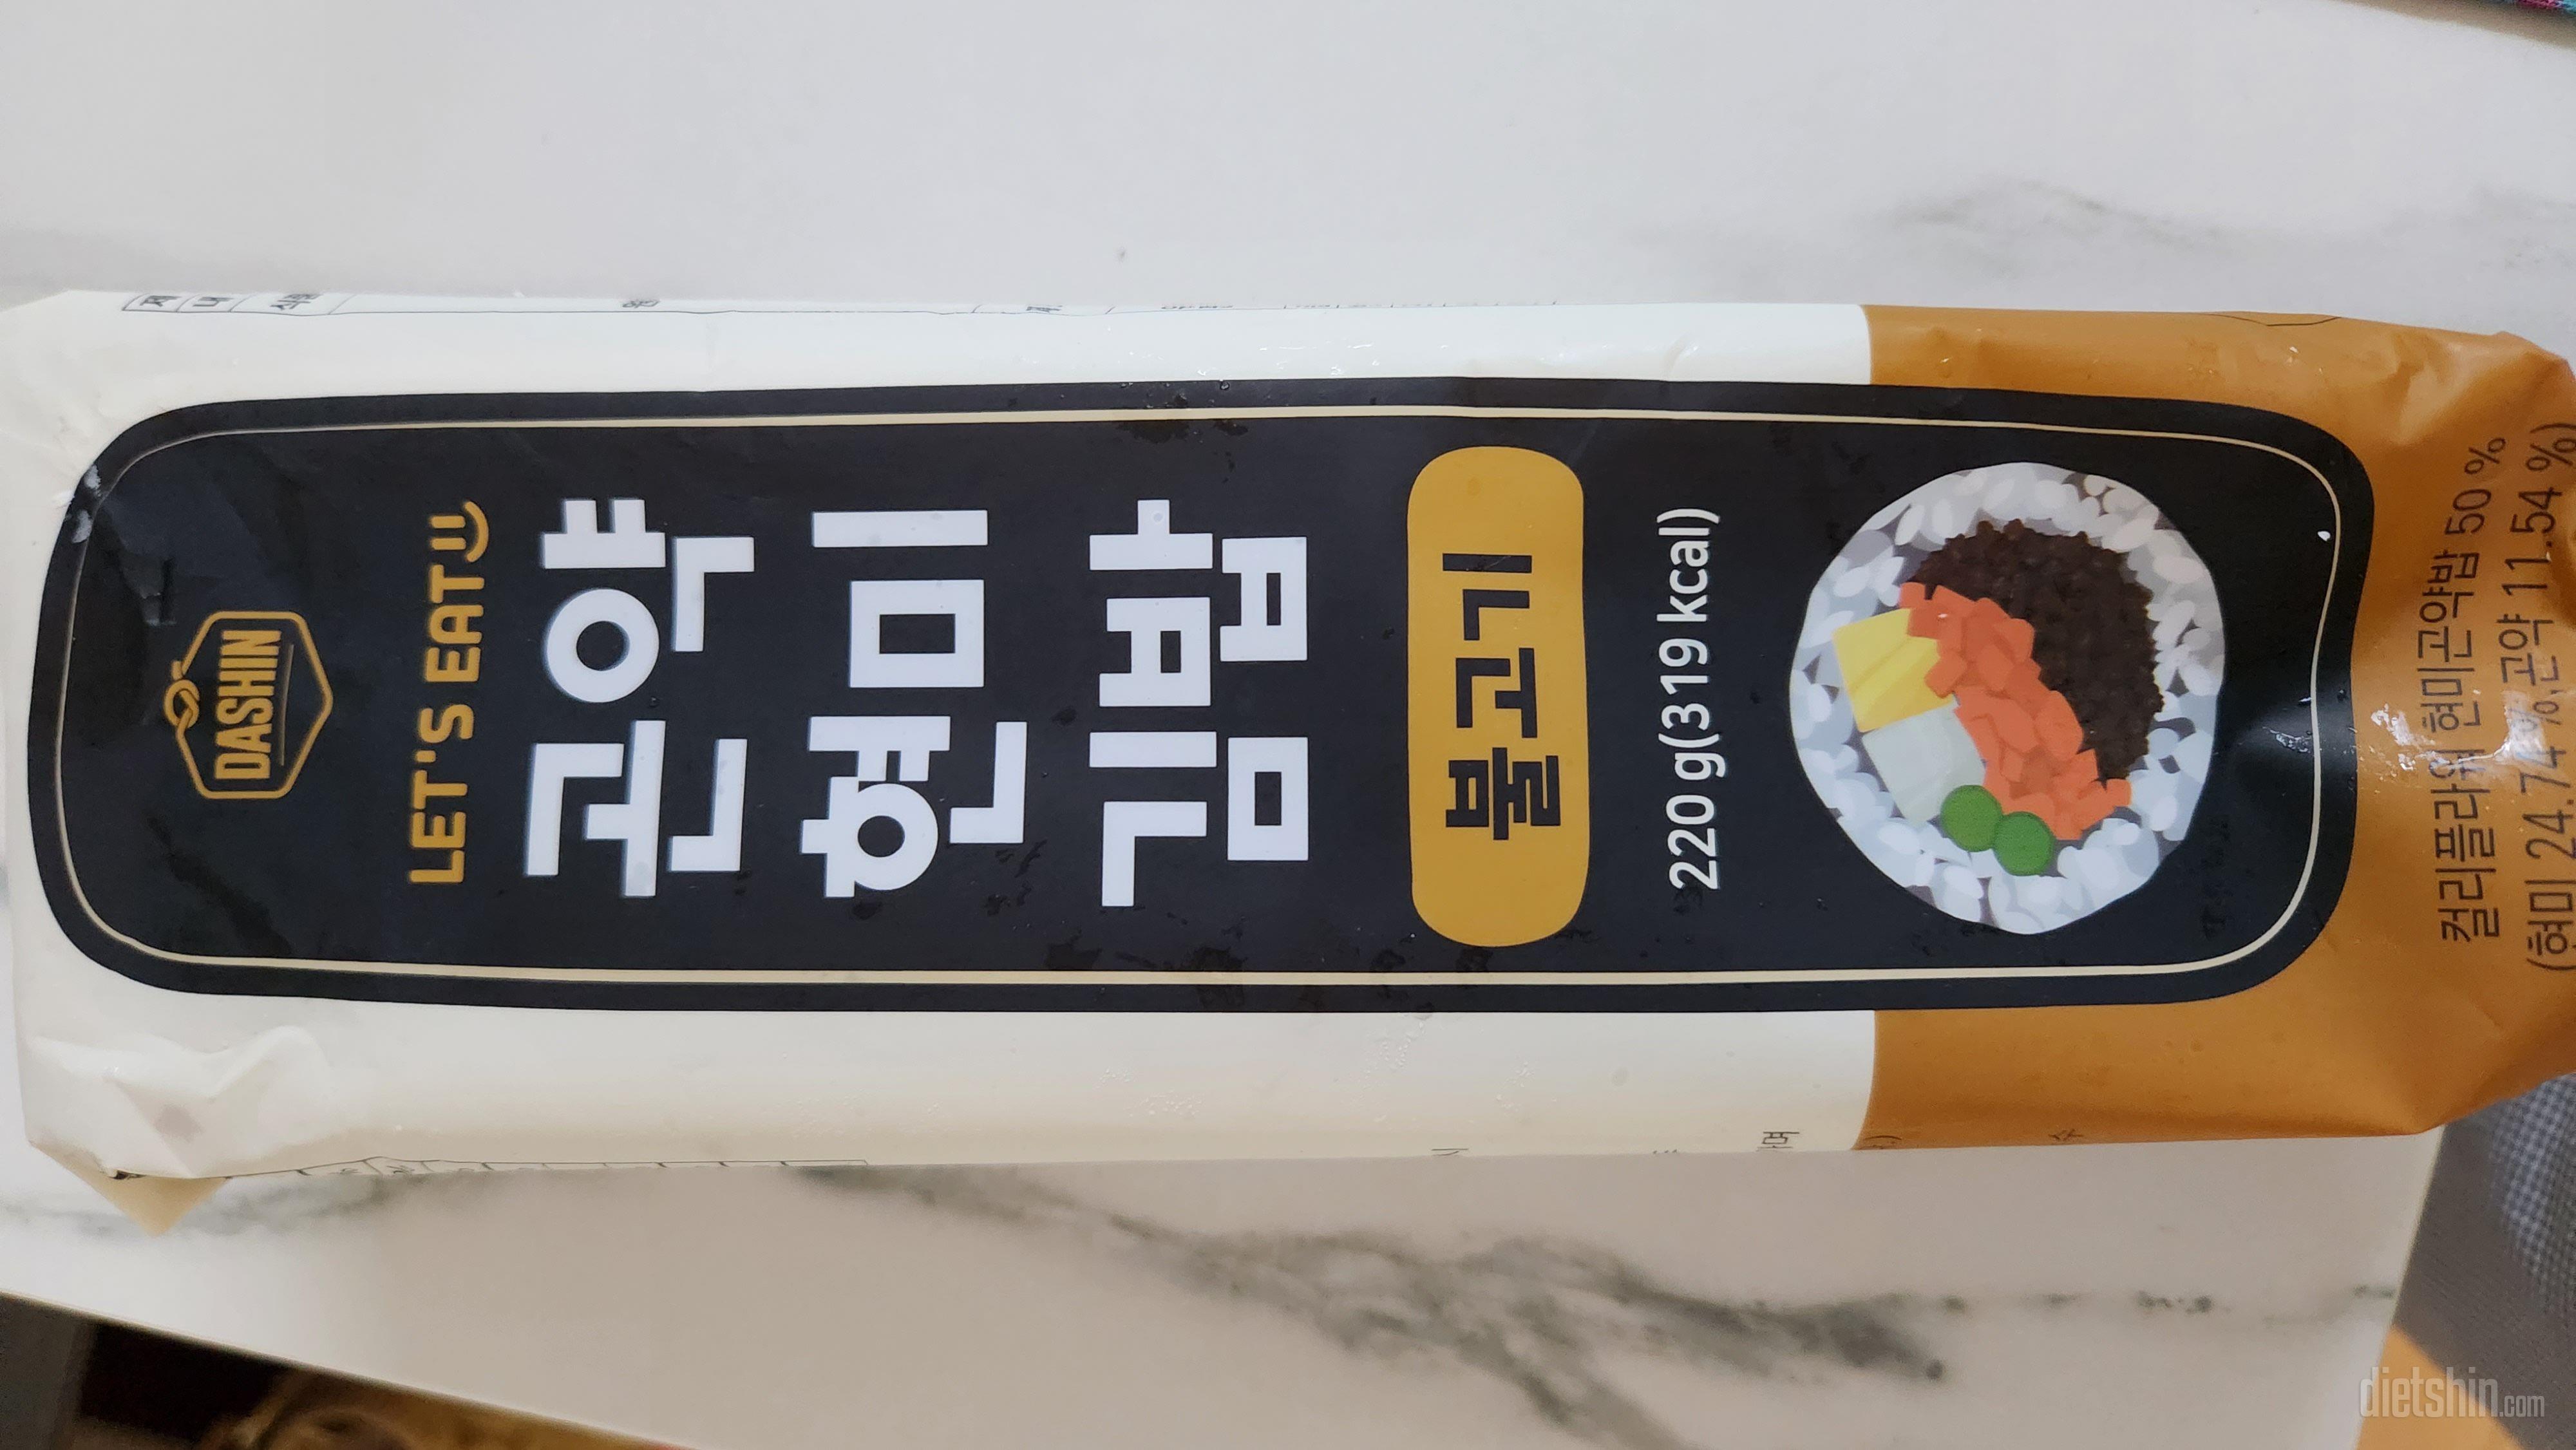 DASHIN
LET'S EAT
곤약
현미
김밥
불고기
220 g(319 kcal)
컬리플라워 현미곤약밥 50 %
(현미 24.74 %,곤약 11.54 %)
dietshin.com